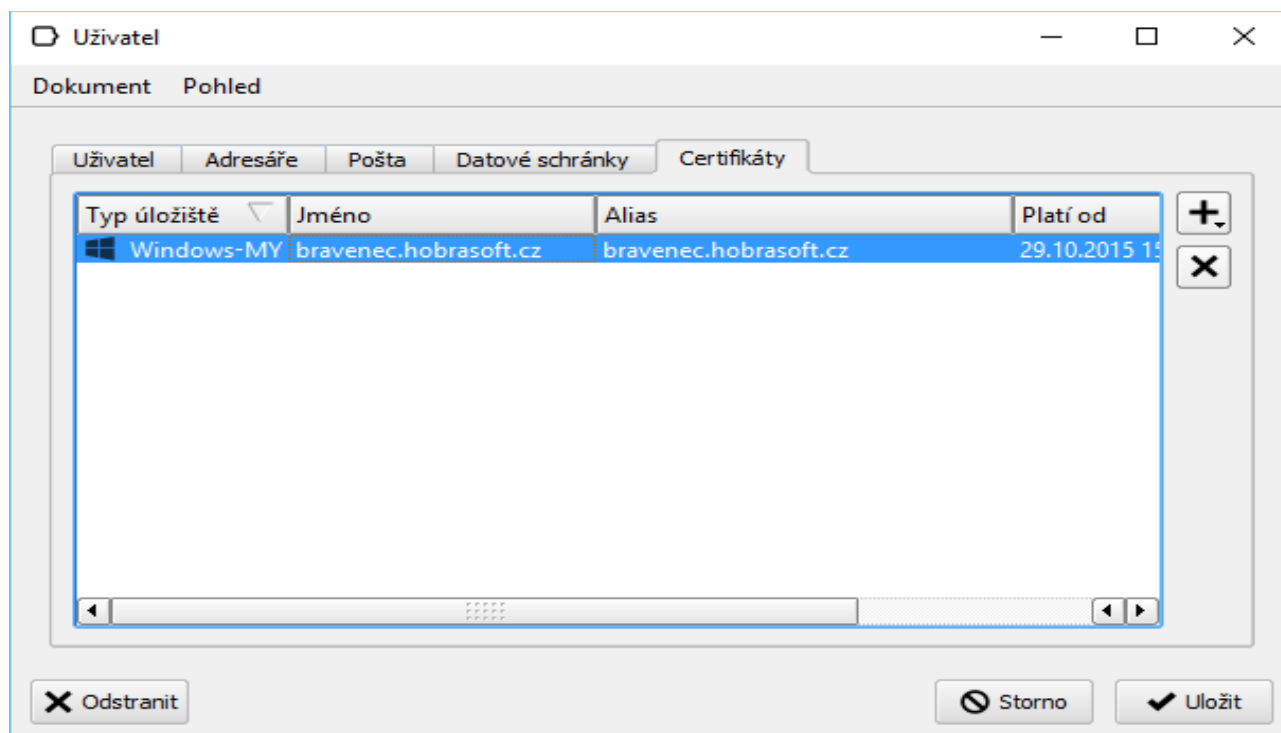 Uživatel
Dokument Pohled
Uživatel Adresáře Pošta Datové schránky Certifikáty
Typ úložiště Jméno Alias Platí od
Windows-MY bravenec.hobrasoft.cz bravenec.hobrasoft.cz 29.10.2015
Odstranit Storno Uložit